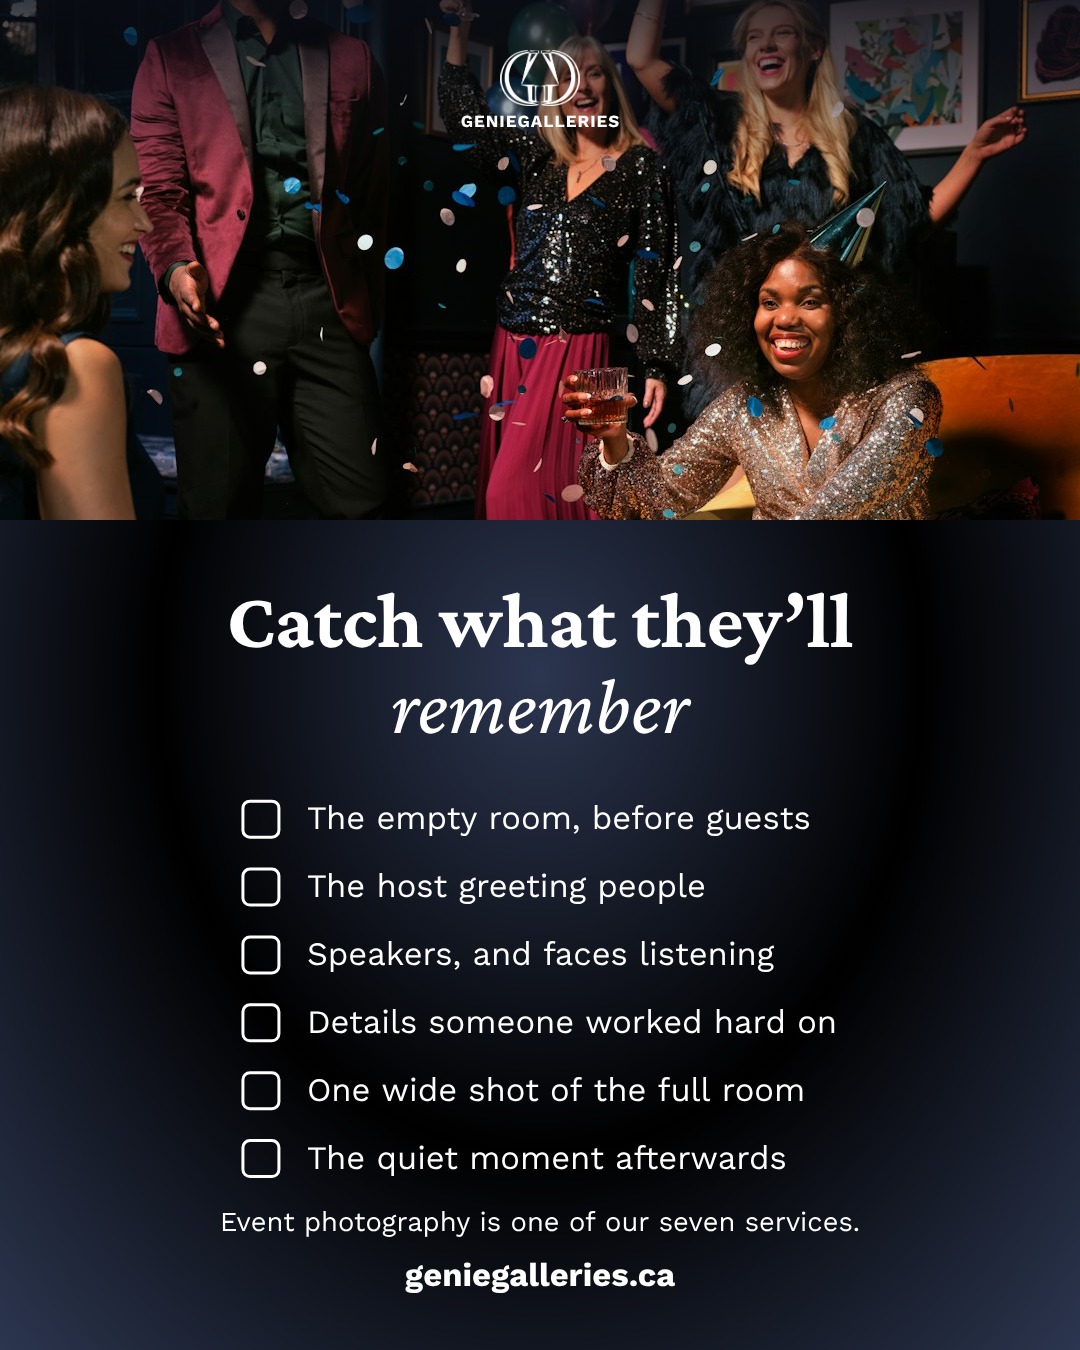 GENIEGALLERIES
Catch what they’ll
remember
The empty room, before guests
The host greeting people
Speakers, and faces listening
Details someone worked hard on
One wide shot of the full room
The quiet moment afterwards
Event photography is one of our seven services.
geniegalleries.ca